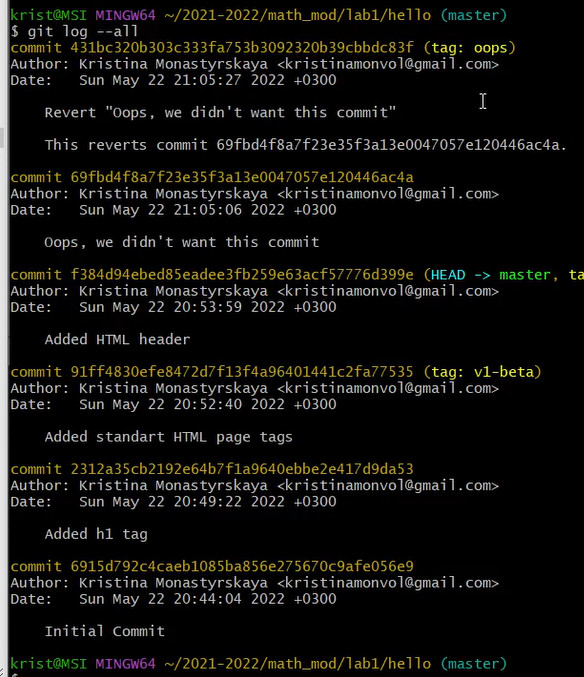 krist@MSI MINGW64 ~/2021-2022/math_mod/lab1/hello (master)
$ git log --all
commit 431bc320b303c333fa753b3092320b39cbbdc83f (tag: oops)
Author: Kristina Monastyrskaya <kristinamonvol@gmail.com>
Date:   Sun May 22 21:05:27 2022 +0300
    Revert "Oops, we didn't want this commit"
    This reverts commit 69fbd4f8a7f23e35f3a13e0047057e120446ac4a.
commit 69fbd4f8a7f23e35f3a13e0047057e120446ac4a
Author: Kristina Monastyrskaya <kristinamonvol@gmail.com>
Date:   Sun May 22 21:05:06 2022 +0300
    Oops, we didn't want this commit
commit f384d94ebed85eadee3fb259e63acf57776d399e (HEAD -> master, ta
Author: Kristina Monastyrskaya <kristinamonvol@gmail.com>
Date:   Sun May 22 20:53:59 2022 +0300
    Added HTML header
commit 91ff4830efe8472d7f13f4a96401441c2fa77535 (tag: v1-beta)
Author: Kristina Monastyrskaya <kristinamonvol@gmail.com>
Date:   Sun May 22 20:52:40 2022 +0300
    Added standart HTML page tags
commit 2312a35cb2192e64b7f1a9640ebbe2e417d9da53
Author: Kristina Monastyrskaya <kristinamonvol@gmail.com>
Date:   Sun May 22 20:49:22 2022 +0300
    Added h1 tag
commit 6915d792c4caeb1085ba856e275670c9afe056e9
Author: Kristina Monastyrskaya <kristinamonvol@gmail.com>
Date:   Sun May 22 20:44:04 2022 +0300
    Initial Commit
krist@MSI MINGW64 ~/2021-2022/math_mod/lab1/hello (master)